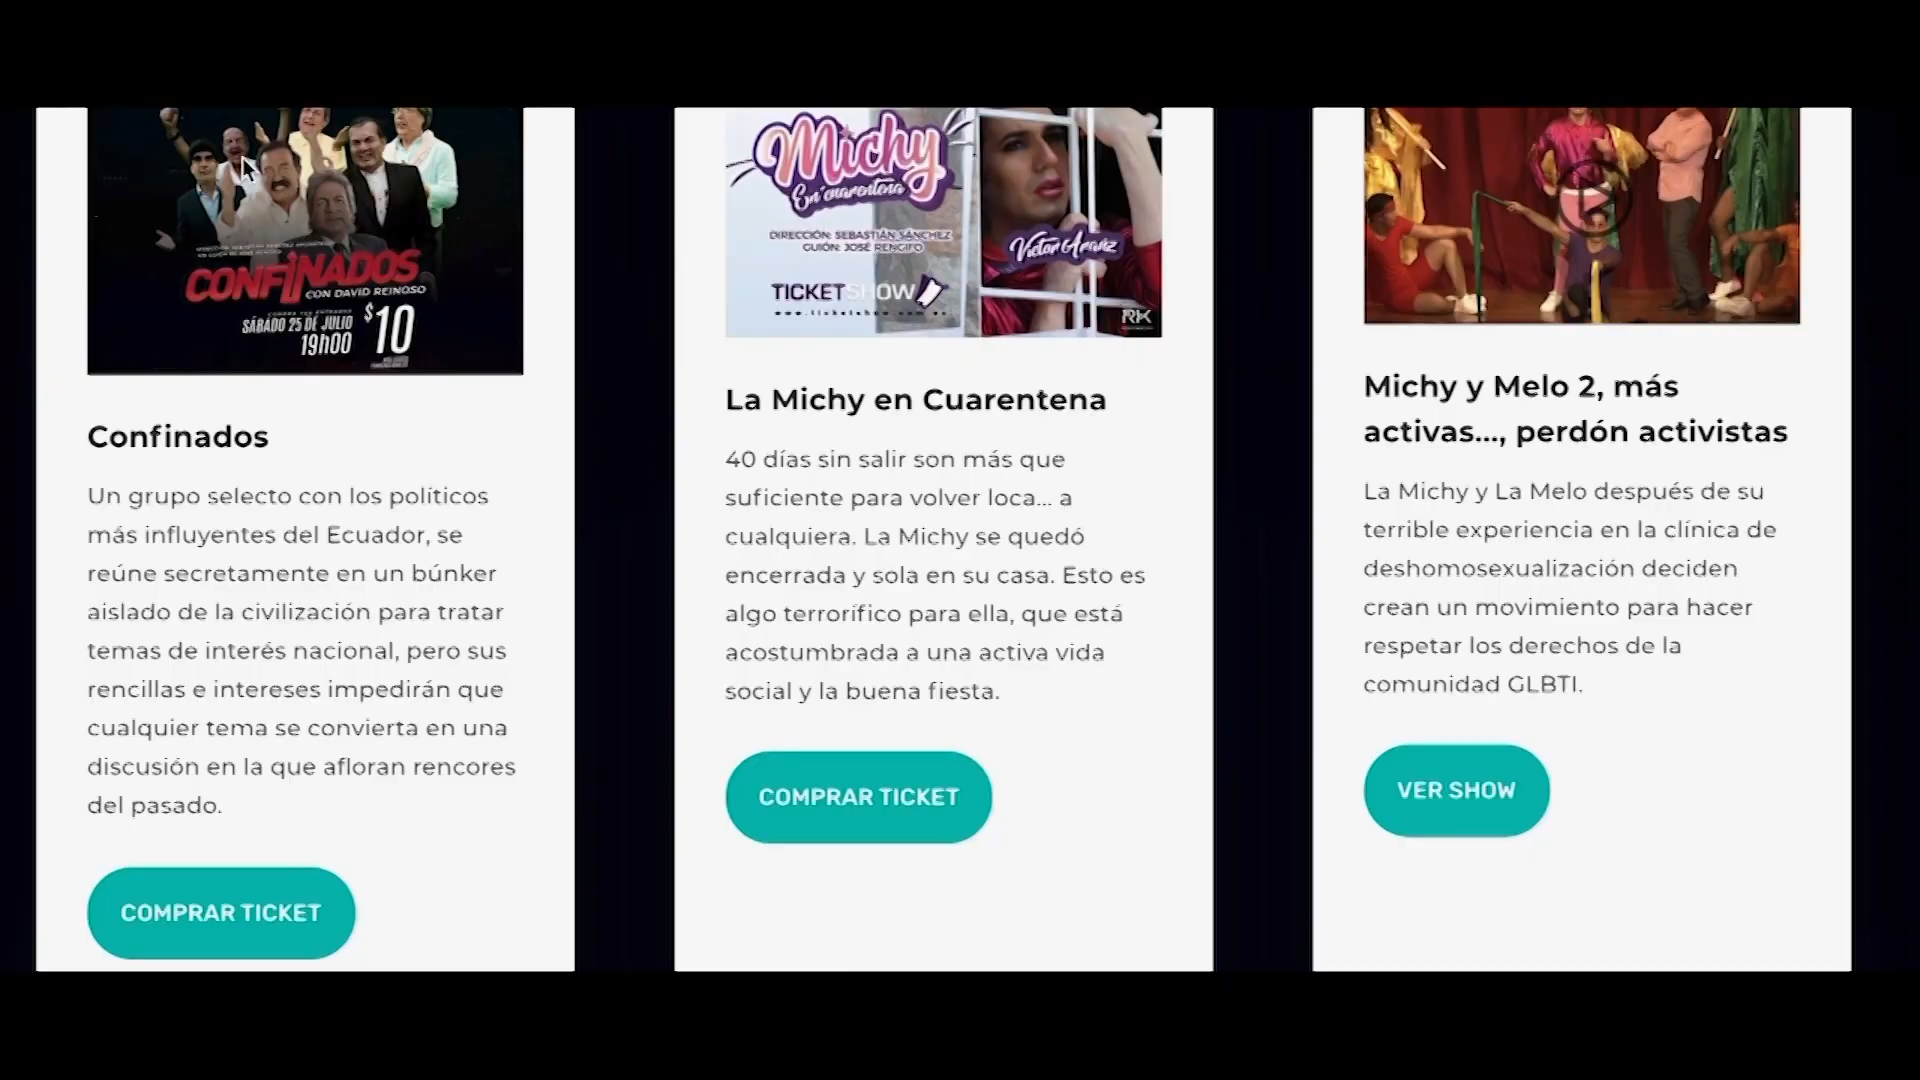 CONFINADOS
CON DAVID REINOSO
SÁBADO 25 DE JULIO
19h00
$10
Confinados
Un grupo selecto con los políticos
más influyentes del Ecuador, se
reúne secretamente en un búnker
aislado de la civilización para tratar
temas de interés nacional, pero sus
rencillas e intereses impedirán que
cualquier tema se convierta en una
discusión en la que afloran rencores
del pasado.
COMPRAR TICKET
Michy
En cuarentena
DIRECCIÓN: SEBASTIÁN SÁNCHEZ
GUIÓN: JOSÉ RENGIFO
TICKETSHOW
www.ticketshow.com.ec
RK
La Michy en Cuarentena
40 días sin salir son más que
suficiente para volver loca... a
cualquiera. La Michy se quedó
encerrada y sola en su casa. Esto es
algo terrorífico para ella, que está
acostumbrada a una activa vida
social y la buena fiesta.
COMPRAR TICKET
Michy y Melo 2, más
activas..., perdón activistas
La Michy y La Melo después de su
terrible experiencia en la clínica de
deshomosexualización deciden
crean un movimiento para hacer
respetar los derechos de la
comunidad GLBTI.
VER SHOW